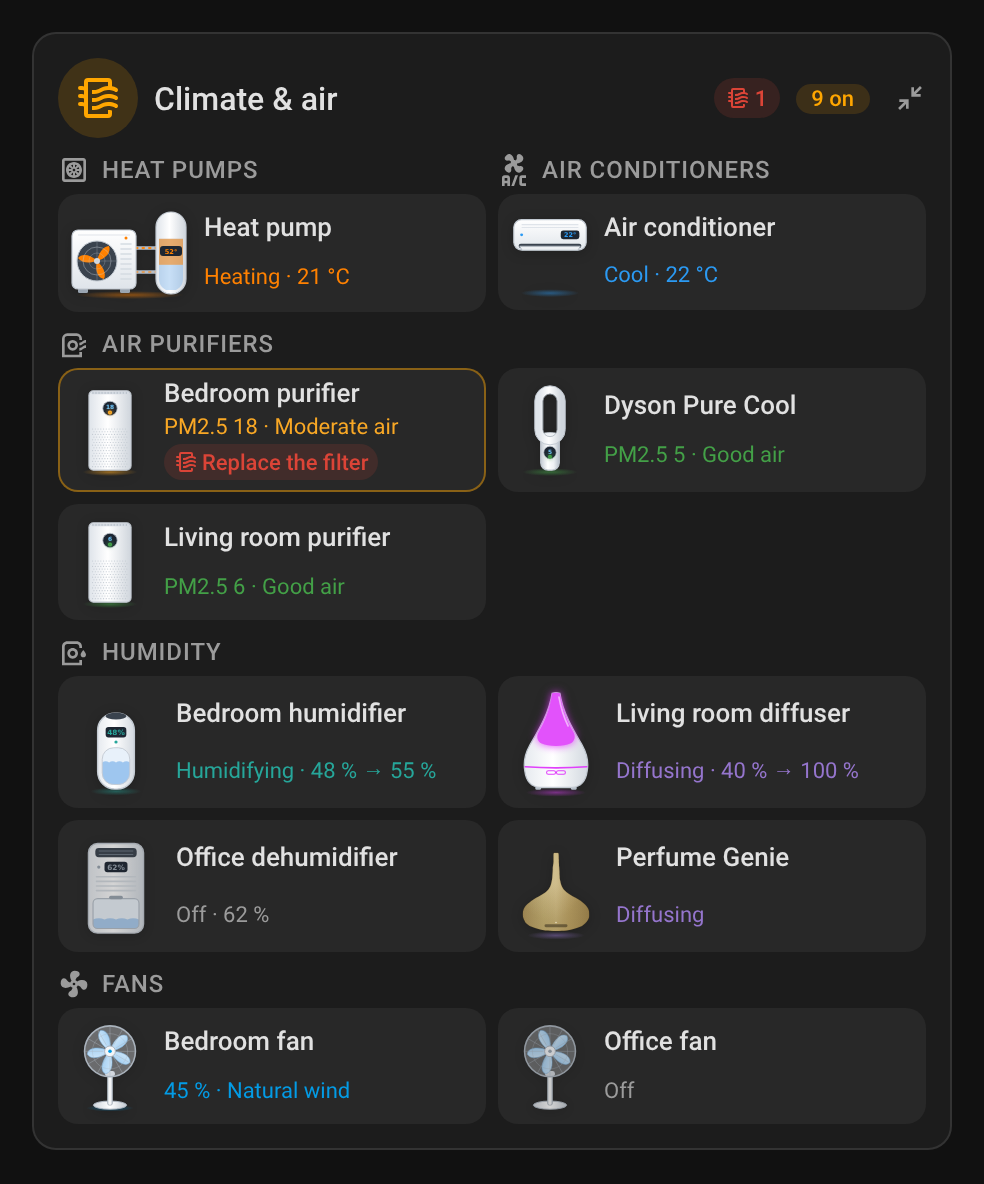 Climate & air
1
9 on
HEAT PUMPS
A/C
AIR CONDITIONERS
52°
Heat pump
Heating · 21 °C
22°
Air conditioner
Cool · 22 °C
AIR PURIFIERS
18
Bedroom purifier
PM2.5 18 · Moderate air
Replace the filter
5
Dyson Pure Cool
PM2.5 5 · Good air
6
Living room purifier
PM2.5 6 · Good air
HUMIDITY
48%
Bedroom humidifier
Humidifying · 48 % → 55 %
Living room diffuser
Diffusing · 40 % → 100 %
62%
Office dehumidifier
Off · 62 %
Perfume Genie
Diffusing
FANS
Bedroom fan
45 % · Natural wind
Office fan
Off